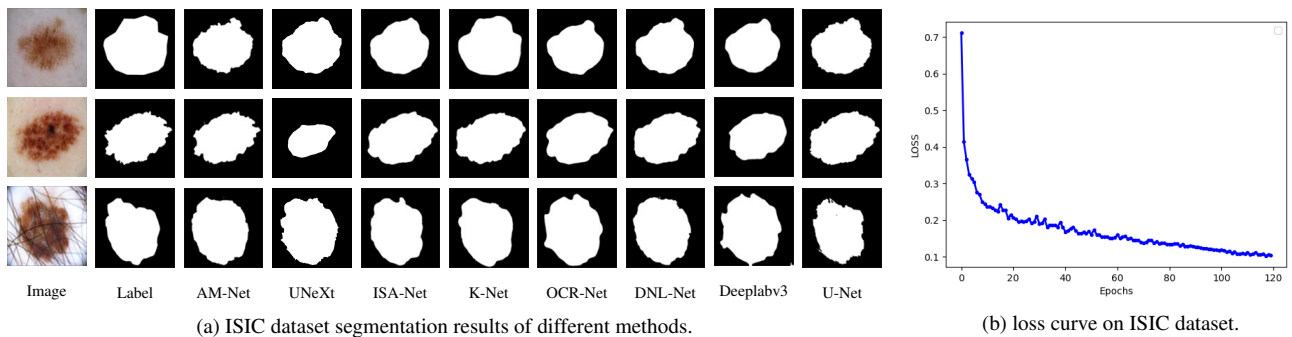 Image Label AM-Net UNeXt ISA-Net K-Net OCR-Net DNL-Net Deeplabv3 U-Net
(a) ISIC dataset segmentation results of different methods.
0.7
0.6
0.5
0.4
0.3
0.2
0.1
LOSS
0 20 40 60 80 100 120
Epochs
(b) loss curve on ISIC dataset.